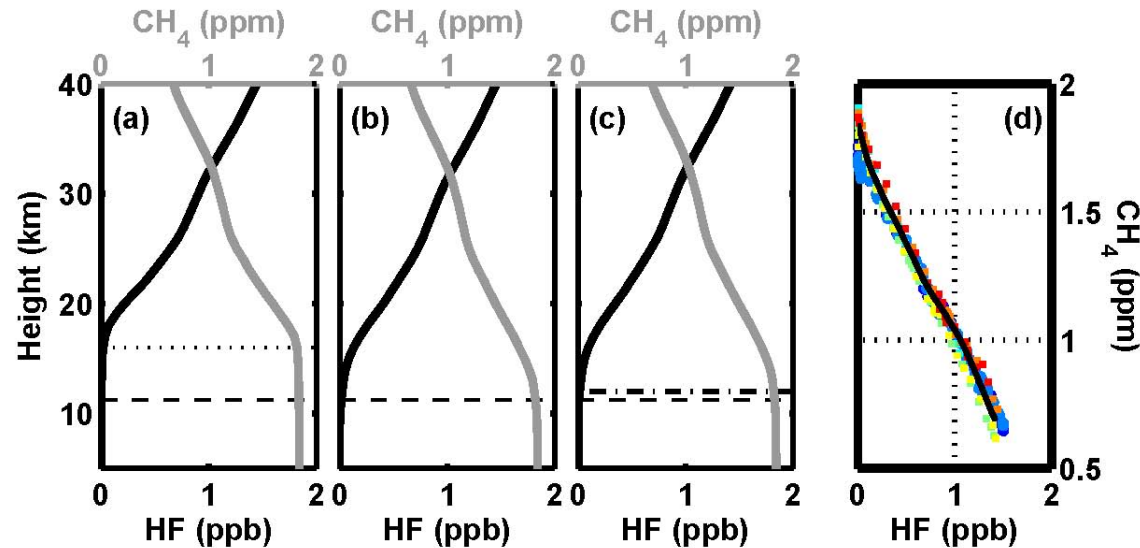 CH4 (ppm) CH4 (ppm) CH4 (ppm)
0 1 2 0 1 2 0 1 2
40 (a) (b) (c) (d) 2
30
1.5
20
1
10
0.5
Height (km)
CH4 (ppm)
0 1 2 0 1 2 0 1 2 0 1 2
HF (ppb) HF (ppb) HF (ppb) HF (ppb)